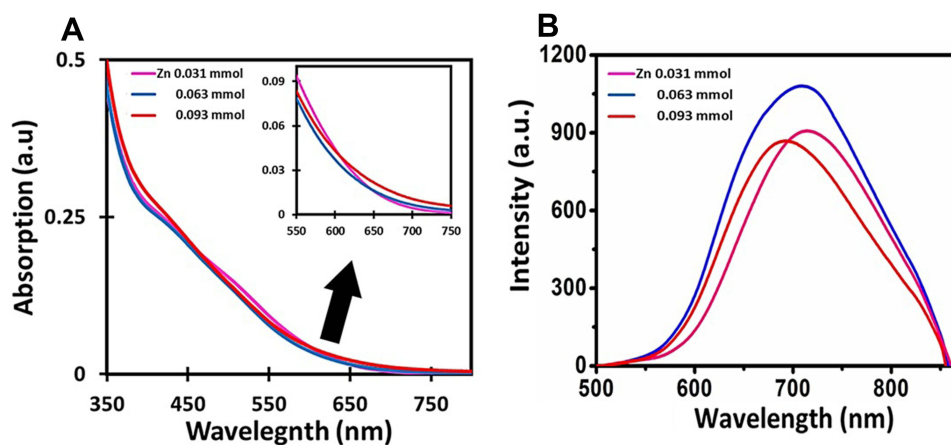 A
0.5
0.25
0
Absorption (a.u)
350
450
550
650
750
Wavelegnth (nm)
Zn 0.031 mmol
0.063 mmol
0.093 mmol
0.09
0.06
0.03
0
550
600
650
700
750
B
1200
900
600
300
0
Intensity (a.u.)
500
600
700
800
Wavelength (nm)
Zn 0.031 mmol
0.063 mmol
0.093 mmol